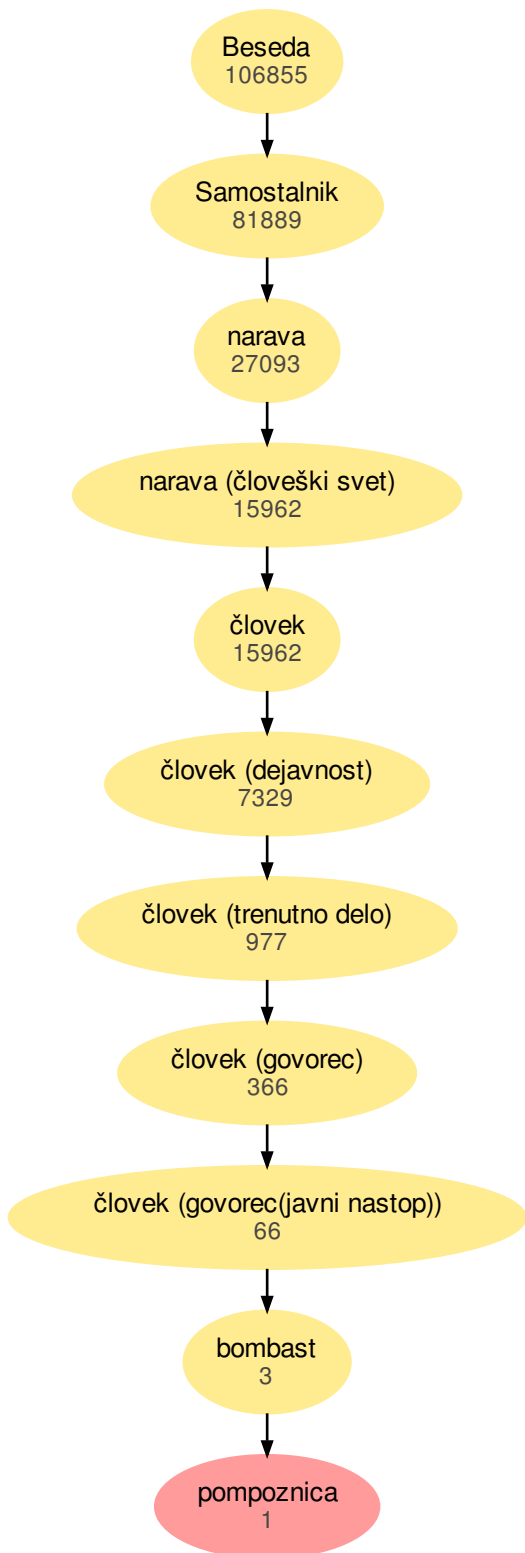 Beseda
106855
Samostalnik
81889
narava
27093
narava (človeški svet)
15962
človek
15962
človek (dejavnost)
7329
človek (trenutno delo)
977
človek (govorec)
366
človek (govorec(javni nastop))
66
bombast
3
pompoznica
1